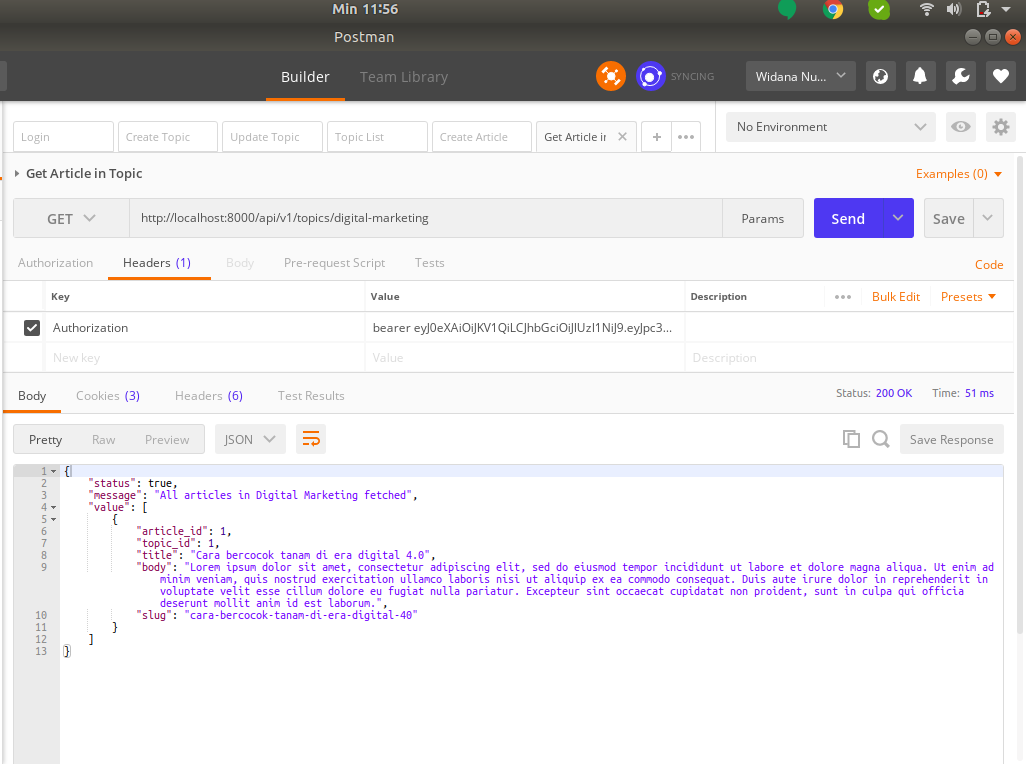 Min 11:56
Postman
Builder
Team Library
SYNCING
Widana Nu...
Login
Create Topic
Update Topic
Topic List
Create Article
Get Article ir
No Environment
Get Article in Topic
Examples (0)
GET
http://localhost:8000/api/v1/topics/digital-marketing
Params
Send
Save
Authorization
Headers (1)
Body
Pre-request Script
Tests
Code
Key
Value
Description
Bulk Edit
Presets
Authorization
bearer eyJ0eXAiOiJKV1QiLCJhbGciOiJIUzI1NiJ9.eyJpc3...
New key
Value
Description
Body
Cookies (3)
Headers (6)
Test Results
Status: 200 OK
Time: 51 ms
Pretty
Raw
Preview
JSON
Save Response
1 {
2 "status": true,
3 "message": "All articles in Digital Marketing fetched",
4 "value": [
5 {
6 "article_id": 1,
7 "topic_id": 1,
8 "title": "Cara bercocok tanam di era digital 4.0",
9 "body": "Lorem ipsum dolor sit amet, consectetur adipiscing elit, sed do eiusmod tempor incididunt ut labore et dolore magna aliqua. Ut enim ad
minim veniam, quis nostrud exercitation ullamco laboris nisi ut aliquip ex ea commodo consequat. Duis aute irure dolor in reprehenderit in
voluptate velit esse cillum dolore eu fugiat nulla pariatur. Excepteur sint occaecat cupidatat non proident, sunt in culpa qui officia
deserunt mollit anim id est laborum.",
10 "slug": "cara-bercocok-tanam-di-era-digital-40"
11 }
12 ]
13 }